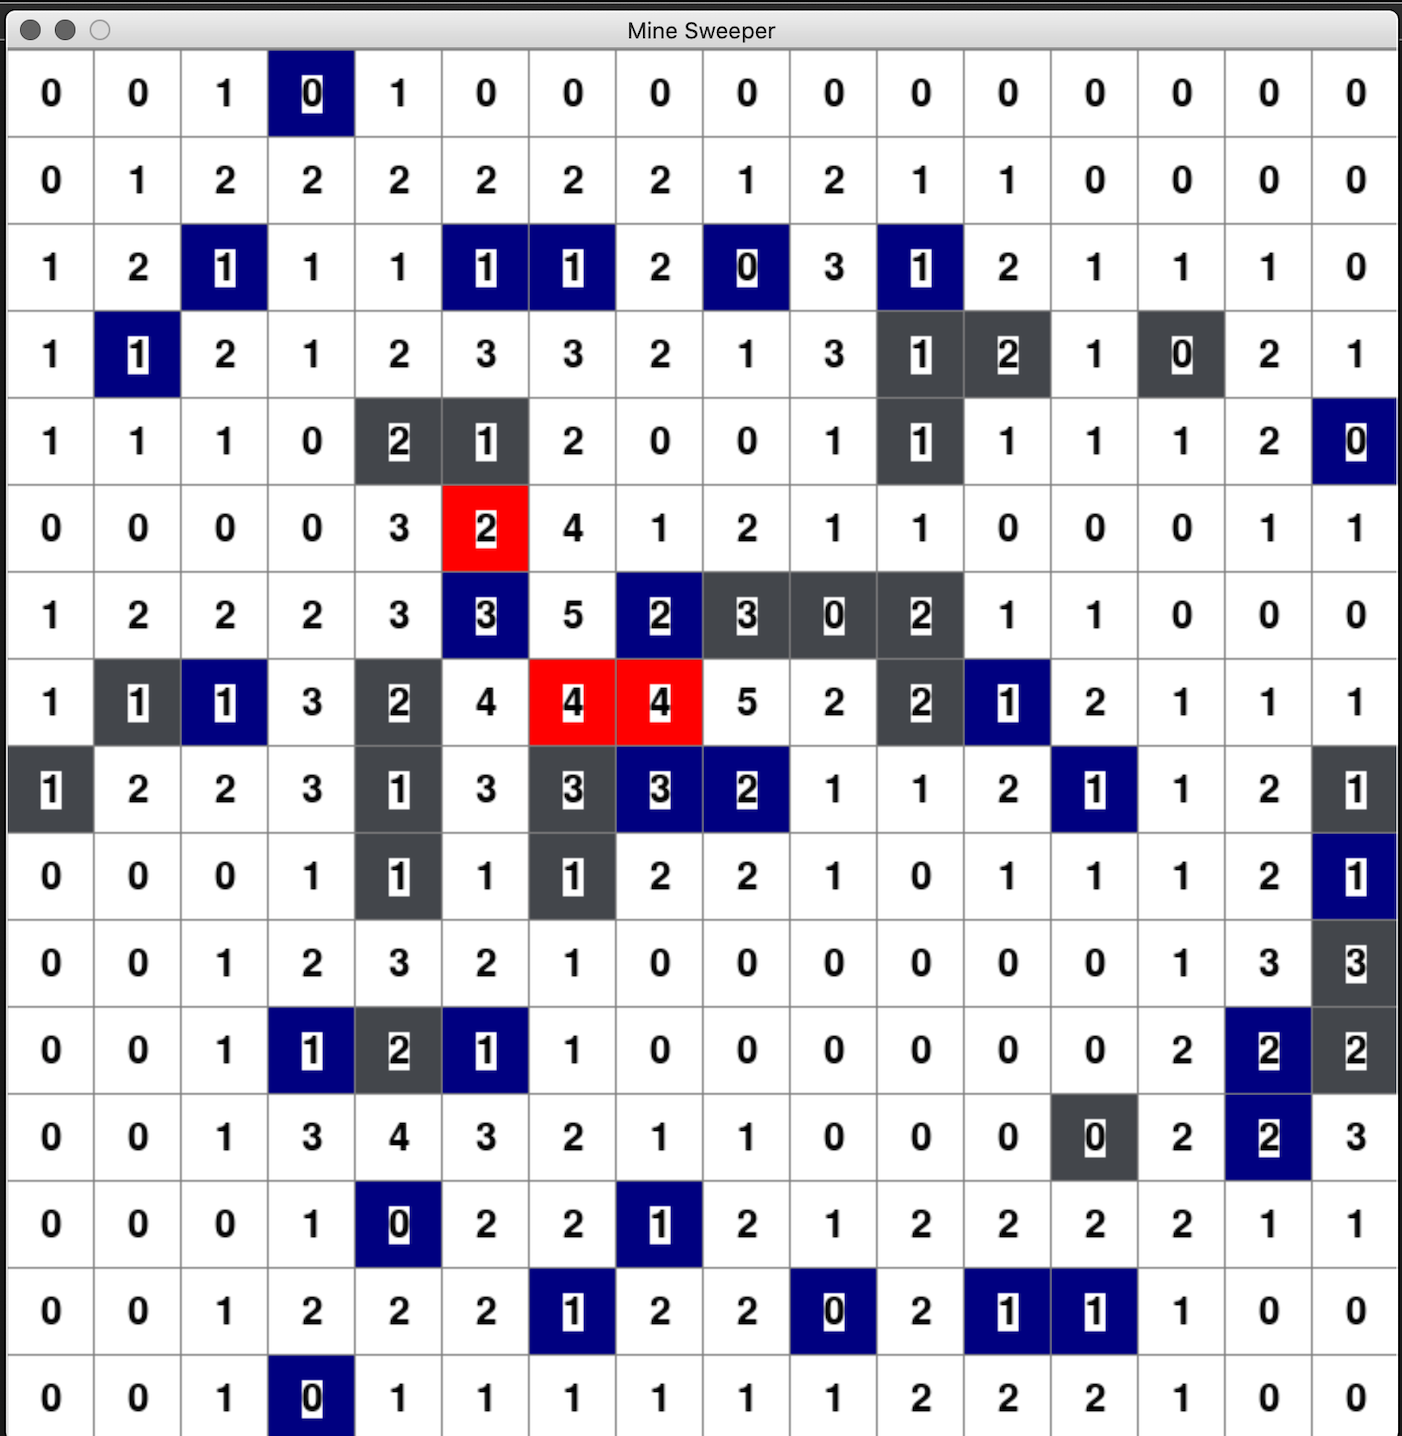 Mine Sweeper
0 0 1 0 1 0 0 0 0 0 0 0 0 0 0 0
0 1 2 2 2 2 2 2 1 2 1 1 0 0 0 0
1 2 1 1 1 1 1 2 0 3 1 2 1 1 1 0
1 1 2 1 2 3 3 2 1 3 1 2 1 0 2 1
1 1 1 0 2 1 2 0 0 1 1 1 1 1 2 0
0 0 0 0 3 2 4 1 2 1 1 0 0 0 1 1
1 2 2 2 3 3 5 2 3 0 2 1 1 0 0 0
1 1 1 3 2 4 4 4 5 2 2 1 2 1 1 1
1 2 2 3 1 3 3 3 2 1 1 2 1 1 2 1
0 0 0 1 1 1 1 2 2 1 0 1 1 1 2 1
0 0 1 2 3 2 1 0 0 0 0 0 0 1 3 3
0 0 1 1 2 1 1 0 0 0 0 0 0 2 2 2
0 0 1 3 4 3 2 1 1 0 0 0 0 2 2 3
0 0 0 1 0 2 2 1 2 1 2 2 2 2 1 1
0 0 1 2 2 2 1 2 2 0 2 1 1 1 0 0
0 0 1 0 1 1 1 1 1 1 2 2 2 1 0 0